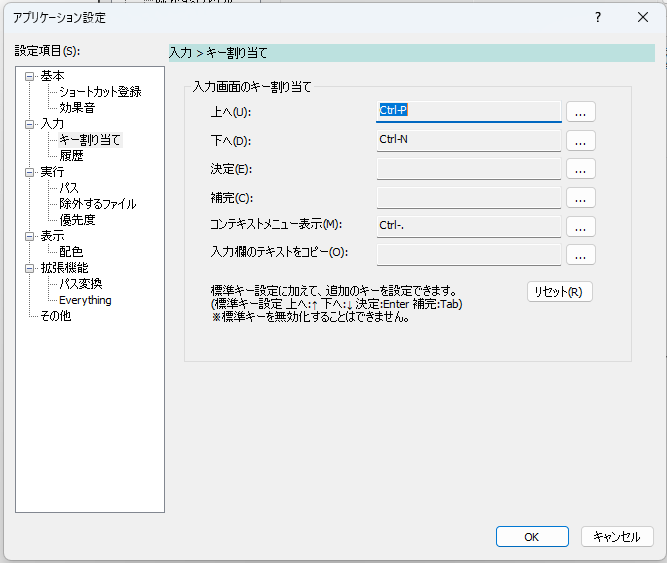 アプリケーション設定
設定項目(S):
基本
ショートカット登録
効果音
入力
キー割り当て
履歴
実行
パス
除外するファイル
優先度
表示
配色
拡張機能
パス変換
Everything
その他
入力 > キー割り当て
入力画面のキー割り当て
上へ(U):
Ctrl-P
...
下へ(D):
Ctrl-N
...
決定(E):
...
補完(C):
...
コンテキストメニュー表示(M):
Ctrl-.
...
入力欄のテキストをコピー(O):
...
標準キー設定に加えて、追加のキーを設定できます。
(標準キー設定 上へ:↑ 下へ:↓ 決定:Enter 補完:Tab)
※標準キーを無効化することはできません。
リセット(R)
OK
キャンセル